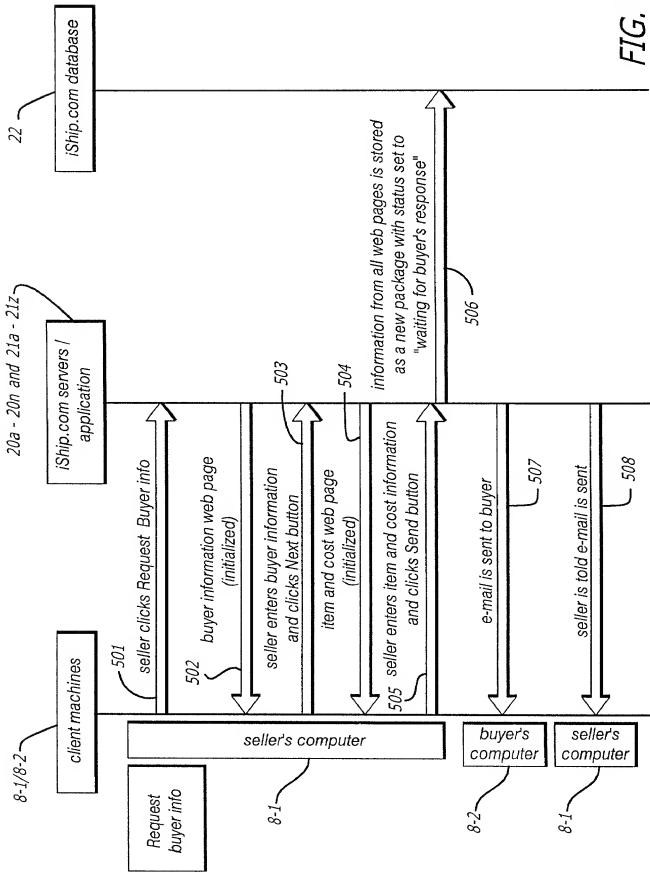 8-1/8-2
client machines
20a - 20n and 21a - 21z
iShip.com servers /
application
22
iShip.com database
Request
buyer info
seller's computer
8-1
501
seller clicks Request Buyer info
buyer information web page
(initialized)
502
seller enters buyer information
and clicks Next button
503
item and cost web page
(initialized)
504
seller enters item and cost information
and clicks Send button
505
information from all web pages is stored
as a new package with status set to
"waiting for buyer's response"
506
buyer's
computer
8-2
e-mail is sent to buyer
507
seller's
computer
8-1
seller is told e-mail is sent
508
FIG.